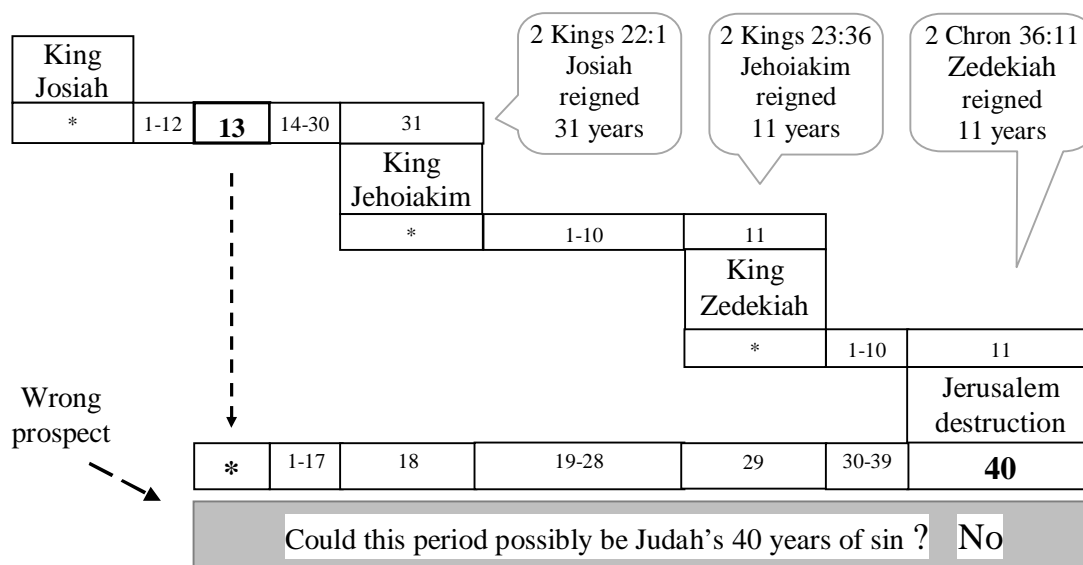 King
Josiah
* 1-12 13 14-30 31
2 Kings 22:1
Josiah
reigned
31 years
2 Kings 23:36
Jehoiakim
reigned
11 years
2 Chron 36:11
Zedekiah
reigned
11 years
King
Jehoiakim
* 1-10 11
King
Zedekiah
* 1-10 11
Jerusalem
destruction
Wrong
prospect
* 1-17 18 19-28 29 30-39 40
Could this period possibly be Judah's 40 years of sin ? No